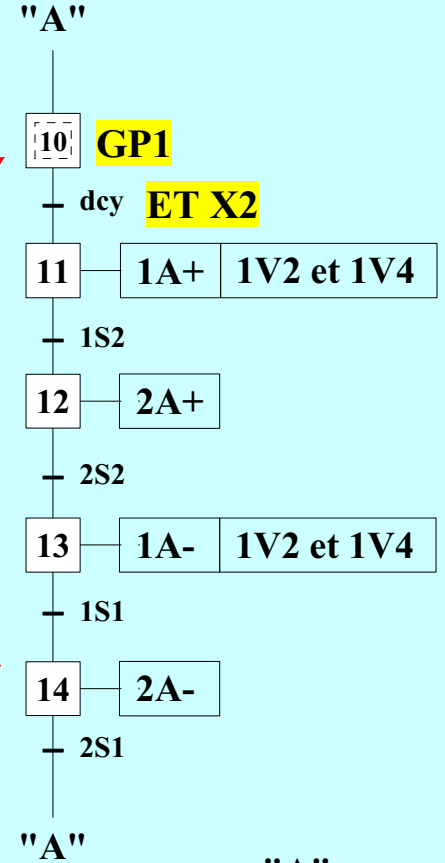 "A"
10 GP1
dcy ET X2
11 1A+ 1V2 et 1V4
1S2
12 2A+
2S2
13 1A- 1V2 et 1V4
1S1
14 2A-
2S1
"A"
"A"